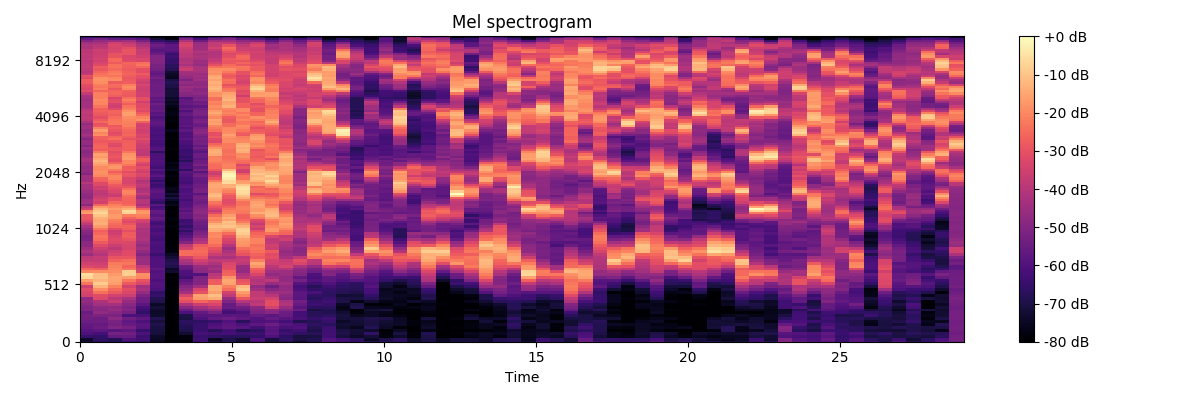 Mel spectrogram
8192
4096
2048
1024
512
0
Hz
0 5 10 15 20 25
Time
+0 dB
-10 dB
-20 dB
-30 dB
-40 dB
-50 dB
-60 dB
-70 dB
-80 dB